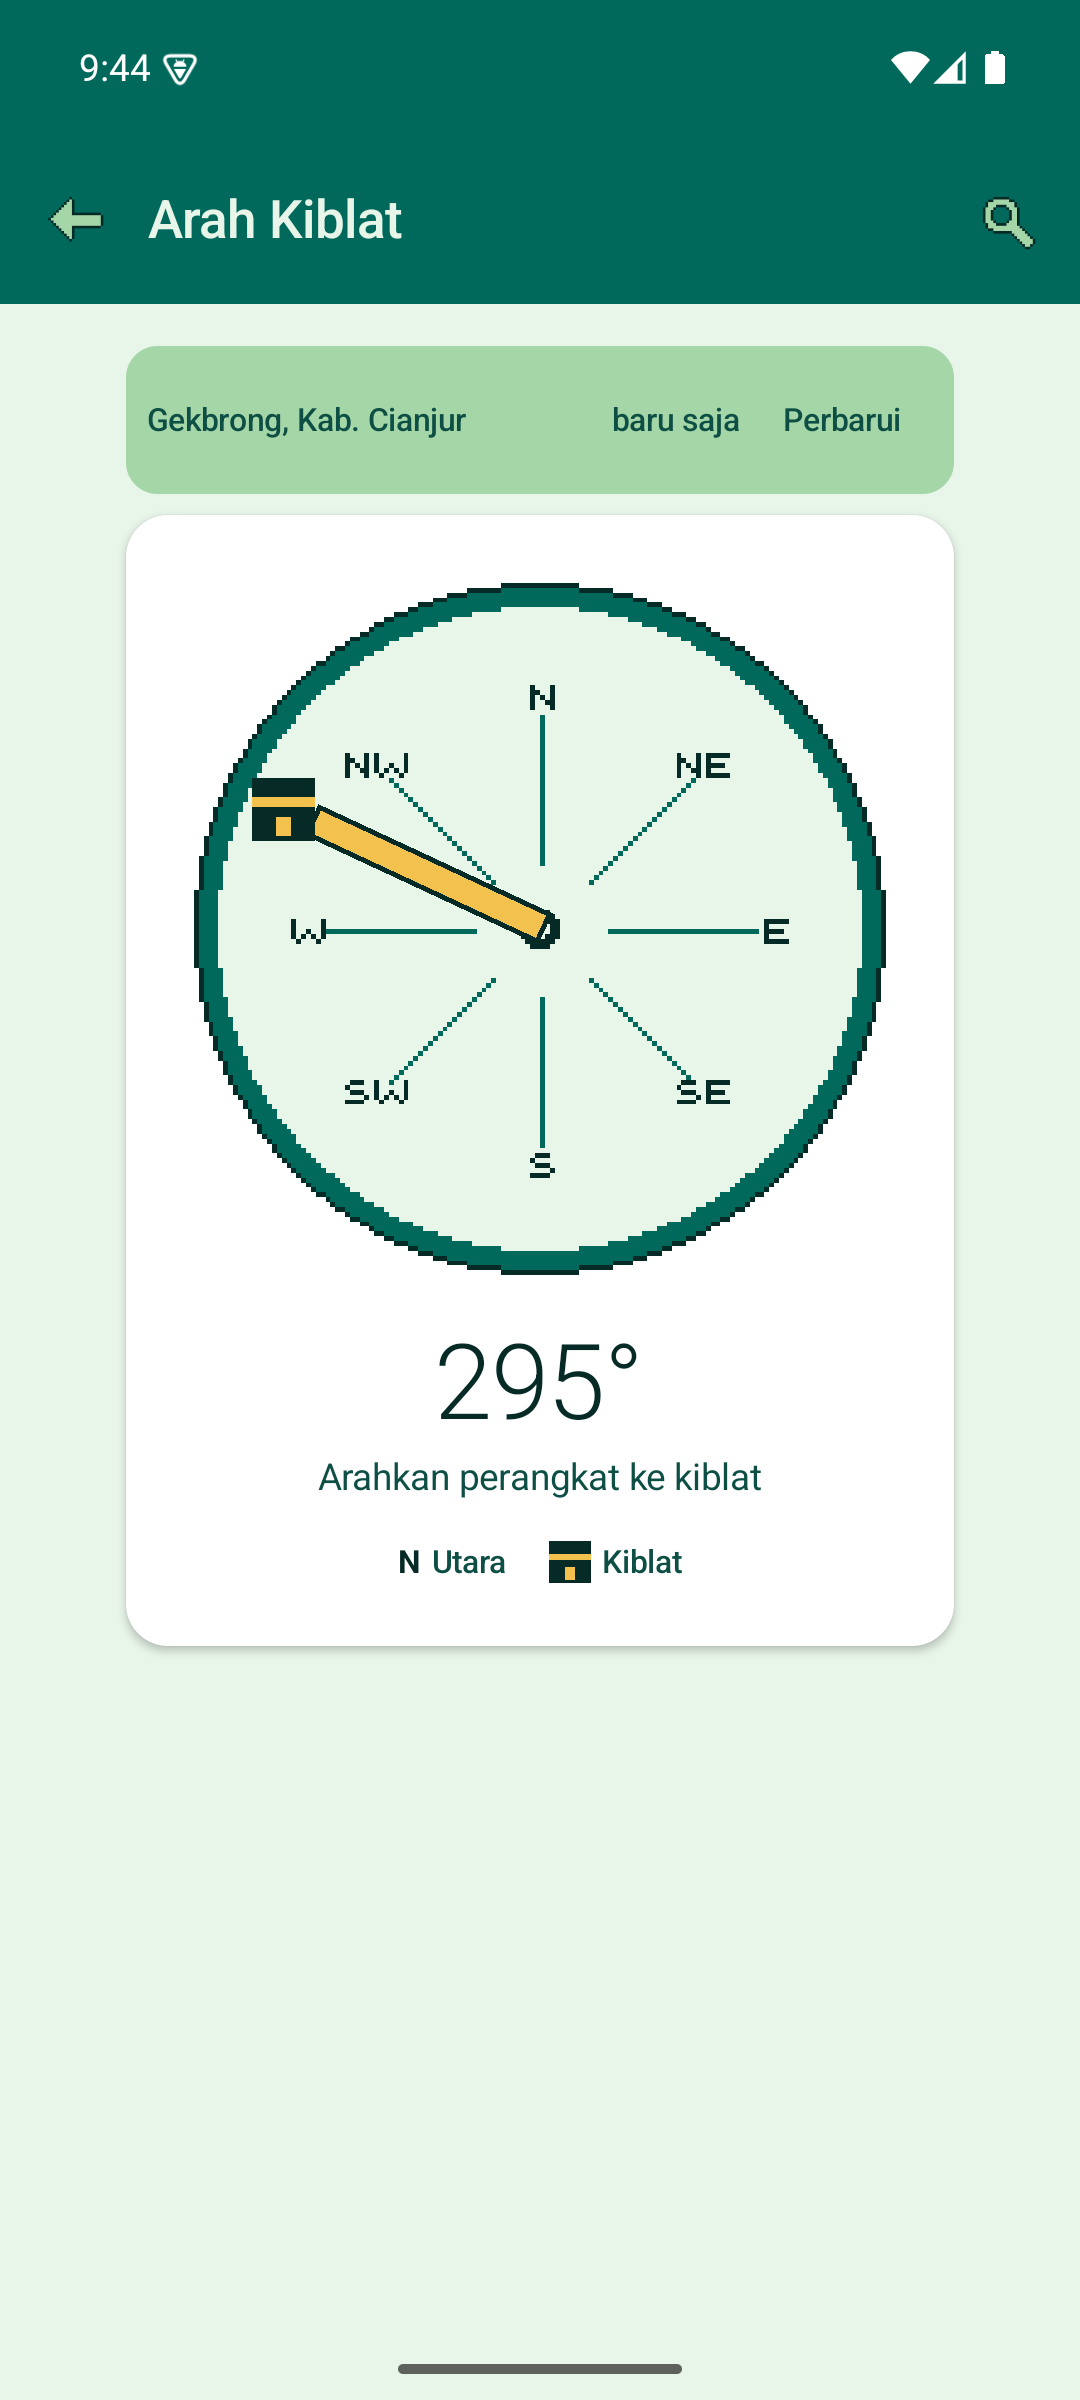 9:44
Arah Kiblat
Gekbrong, Kab. Cianjur baru saja Perbarui
N
NW NE
W E
SW SE
S
295°
Arahkan perangkat ke kiblat
N Utara Kiblat